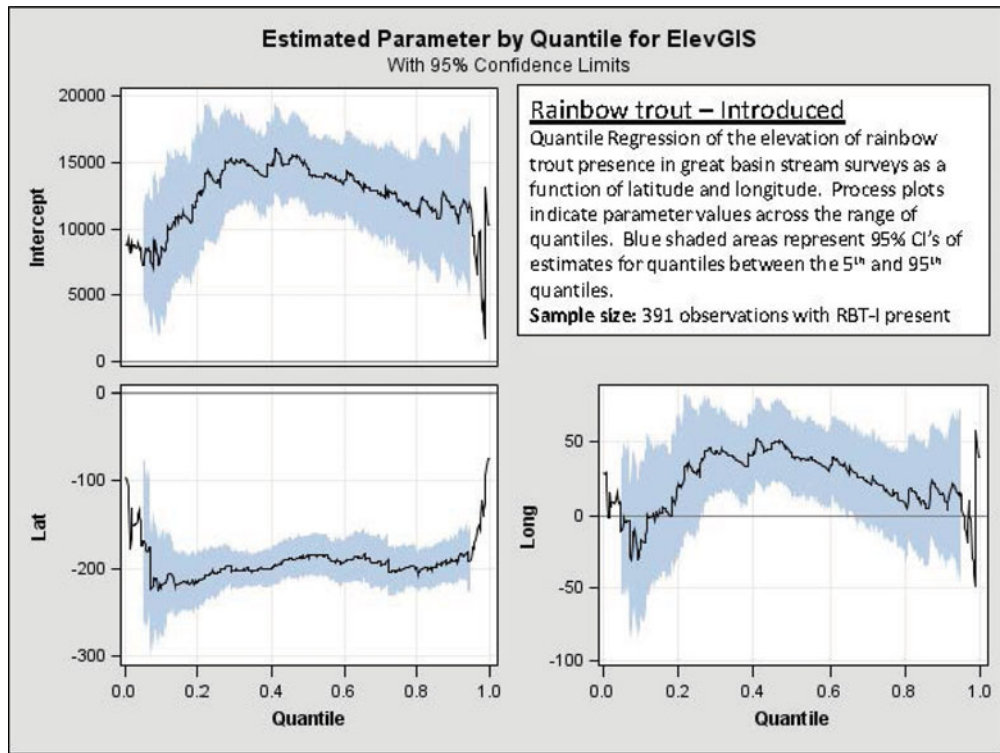 Estimated Parameter by Quantile for ElevGIS
With 95% Confidence Limits
20000
15000
10000
5000
0
Intercept
Rainbow trout – Introduced
Quantile Regression of the elevation of rainbow
trout presence in great basin stream surveys as a
function of latitude and longitude. Process plots
indicate parameter values across the range of
quantiles. Blue shaded areas represent 95% CI's of
estimates for quantiles between the 5th and 95th
quantiles.
Sample size: 391 observations with RBT-I present
0
-100
-200
-300
Lat
0.0 0.2 0.4 0.6 0.8 1.0
Quantile
50
0
-50
-100
Long
0.0 0.2 0.4 0.6 0.8 1.0
Quantile